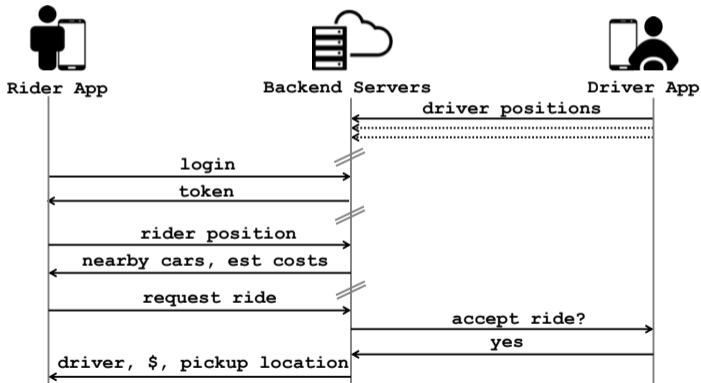 Rider App
Backend Servers
Driver App
driver positions
login
token
rider position
nearby cars, est costs
request ride
accept ride?
yes
driver, $, pickup location